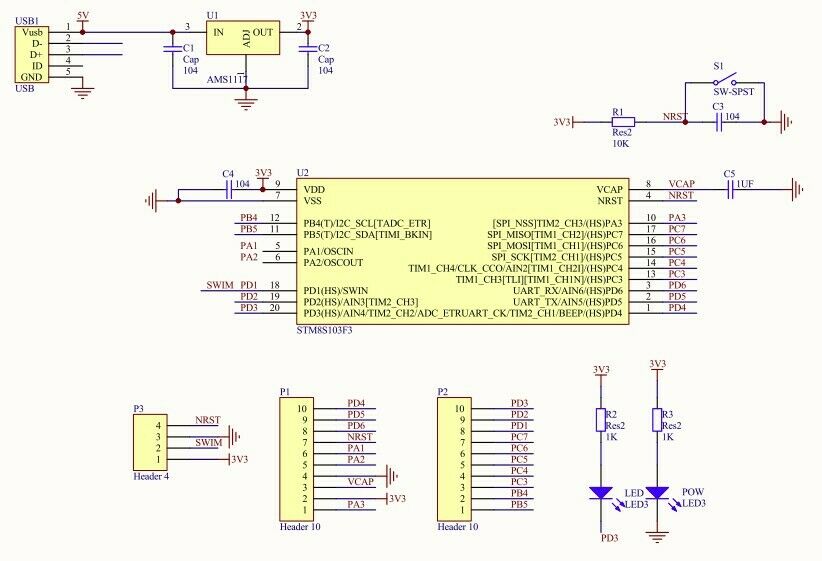 USB1
Vusb 1 5V
D- 2
D+ 3
ID 4
GND 5
USB
U1
3 IN OUT 2 3V3
ADJ
1
AMS1117
C1
Cap
104
C2
Cap
104
S1
SW-SPST
3V3 R1 NRST C3 104
Res2
10K
C4 104 3V3
U2
9 VDD VCAP 8 VCAP C5 1UF
7 VSS NRST 4 NRST
PB4 12 PB4(T)/I2C_SCL[TADC_ETR] [SPI_NSS]TIM2_CH3/(HS)PA3 10 PA3
PB5 11 PB5(T)/I2C_SDA[TIMI_BKIN] SPI_MISO[TIM1_CH2]/(HS)PC7 17 PC7
SPI_MOSI[TIM1_CH1]/(HS)PC6 16 PC6
PA1 5 PA1/OSCIN SPI_SCK[TIM2_CH1]/(HS)PC5 15 PC5
PA2 6 PA2/OSCOUT TIM1_CH4/CLK_CCO/AIN2[TIM1_CH2I]/(HS)PC4 14 PC4
TIM1_CH3[TLI][TIM1_CH1N]/(HS)PC3 13 PC3
SWIM PD1 18 PD1(HS)/SWIN UART_RX/AIN6/(HS)PD6 3 PD6
PD2 19 PD2(HS)/AIN3[TIM2_CH3] UART_TX/AIN5/(HS)PD5 2 PD5
PD3 20 PD3(HS)/AIN4/TIM2_CH2/ADC_ETRUART_CK/TIM2_CH1/BEEP/(HS)PD4 1 PD4
STM8S103F3
P3
4 NRST
3
2 SWIM
1 3V3
Header 4
P1
10 PD4
9 PD5
8 PD6
7 NRST
6 PA1
5 PA2
4
3 VCAP
2 3V3
1 PA3
Header 10
P2
10 PD3
9 PD2
8 PD1
7 PC7
6 PC6
5 PC5
4 PC4
3 PC3
2 PB4
1 PB5
Header 10
3V3
R2
Res2
1K
LED
LED3
PD3
3V3
R3
Res2
1K
POW
LED3